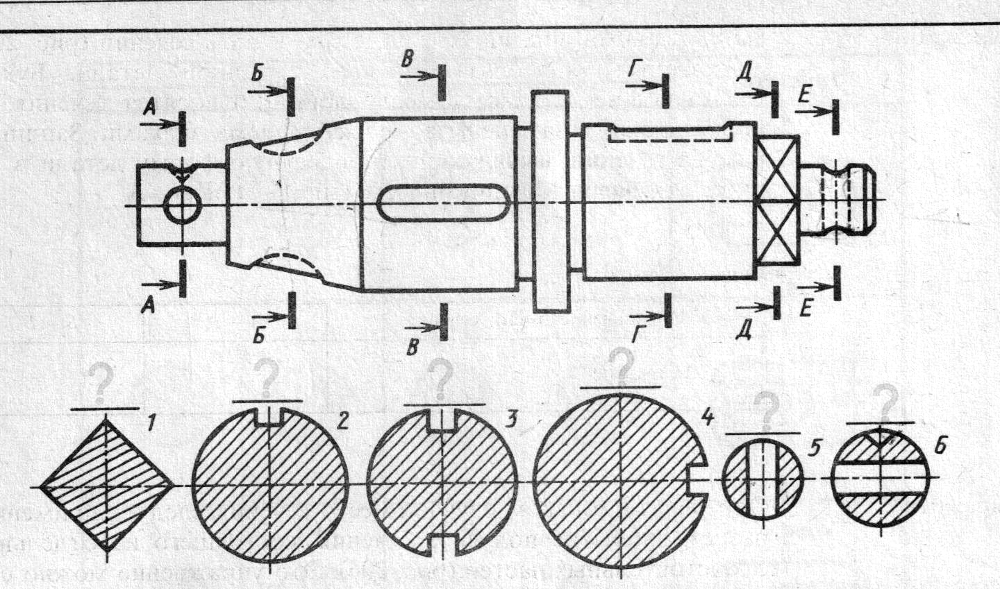 В
Б Г Д
А Е
А Б В Г Д Е
? ? ? ? ? ?
1 2 3 4 5 6